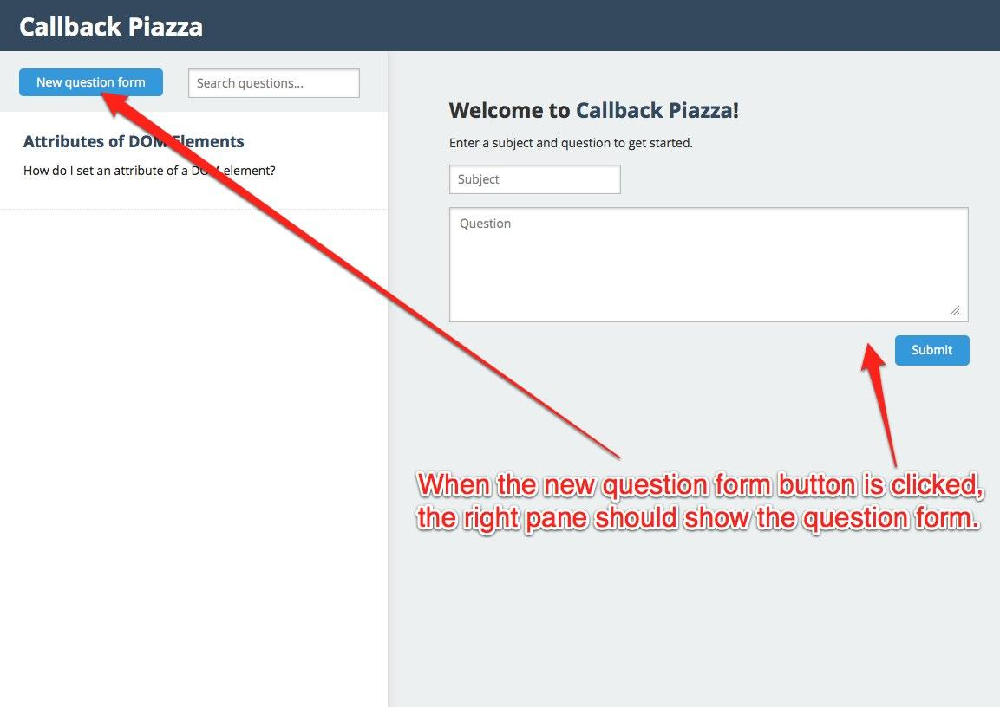 Callback Piazza
New question form
Search questions...
Attributes of DOM Elements
How do I set an attribute of a DOM element?
Welcome to Callback Piazza!
Enter a subject and question to get started.
Subject
Question
Submit
When the new question form button is clicked,
the right pane should show the question form.